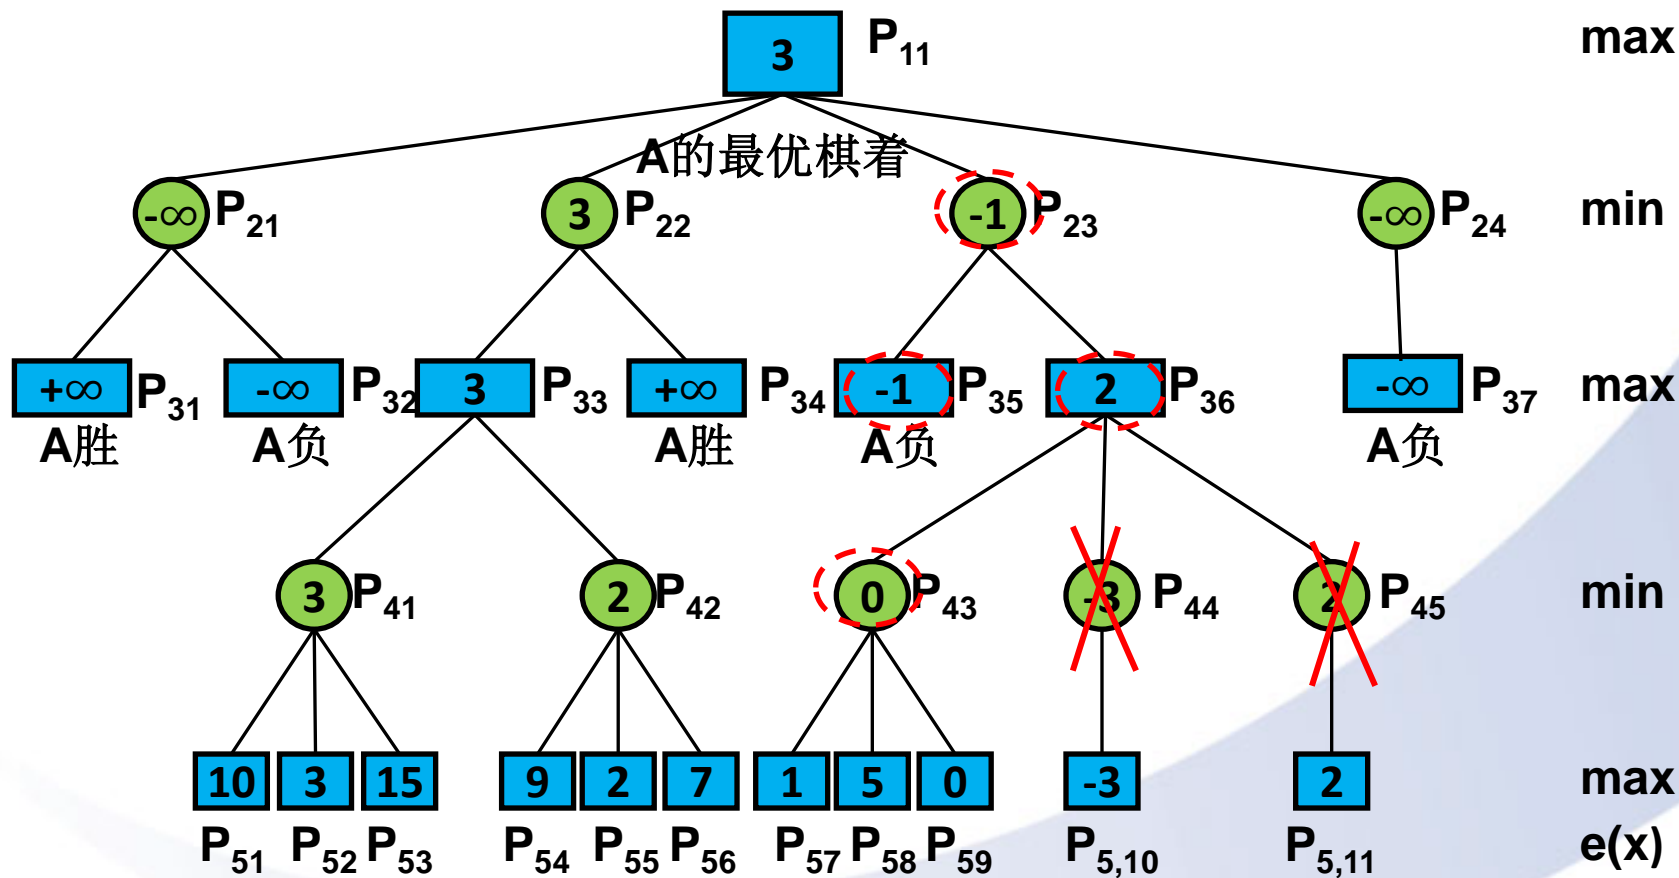 3 P11 max
A的最优棋着
-∞ P21 3 P22 -1 P23 -∞ P24 min
+∞ P31 -∞ P32 3 P33 +∞ P34 -1 P35 2 P36 -∞ P37 max
A胜 A负 A胜 A负 A负
3 P41 2 P42 0 P43 -3 P44 2 P45 min
10 3 15 9 2 7 1 5 0 -3 2 max
P51 P52 P53 P54 P55 P56 P57 P58 P59 P5,10 P5,11 e(x)